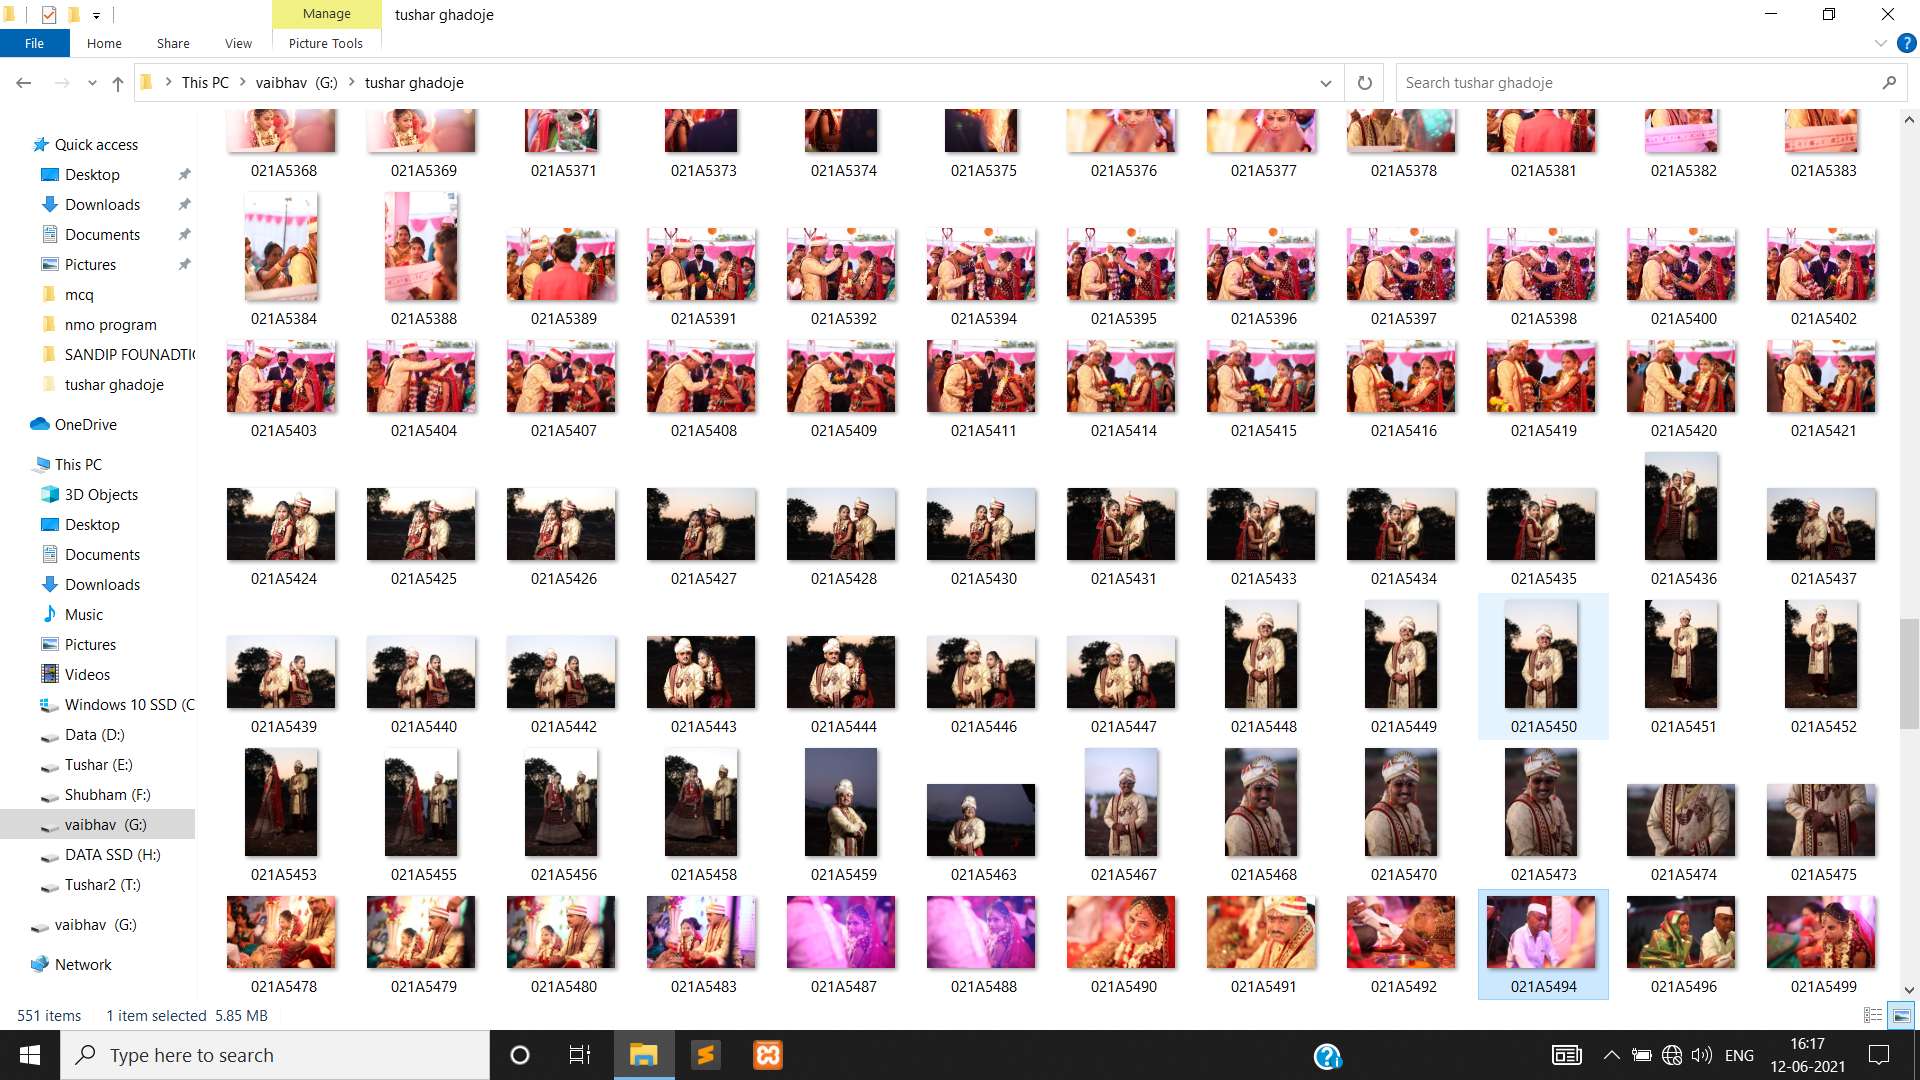 Manage
tushar ghadoje
File
Home
Share
View
Picture Tools
This PC
vaibhav (G:)
tushar ghadoje
Search tushar ghadoje
Quick access
Desktop
Downloads
Documents
Pictures
mcq
nmo program
SANDIP FOUNADTIC
tushar ghadoje
OneDrive
This PC
3D Objects
Desktop
Documents
Downloads
Music
Pictures
Videos
Windows 10 SSD (C
Data (D:)
Tushar (E:)
Shubham (F:)
vaibhav (G:)
DATA SSD (H:)
Tushar2 (T:)
vaibhav (G:)
Network
021A5368 021A5369 021A5371 021A5373 021A5374 021A5375 021A5376 021A5377 021A5378 021A5381 021A5382 021A5383
021A5384 021A5388 021A5389 021A5391 021A5392 021A5394 021A5395 021A5396 021A5397 021A5398 021A5400 021A5402
021A5403 021A5404 021A5407 021A5408 021A5409 021A5411 021A5414 021A5415 021A5416 021A5419 021A5420 021A5421
021A5424 021A5425 021A5426 021A5427 021A5428 021A5430 021A5431 021A5433 021A5434 021A5435 021A5436 021A5437
021A5439 021A5440 021A5442 021A5443 021A5444 021A5446 021A5447 021A5448 021A5449 021A5450 021A5451 021A5452
021A5453 021A5455 021A5456 021A5458 021A5459 021A5463 021A5467 021A5468 021A5470 021A5473 021A5474 021A5475
021A5478 021A5479 021A5480 021A5483 021A5487 021A5488 021A5490 021A5491 021A5492 021A5494 021A5496 021A5499
551 items 1 item selected 5.85 MB
Type here to search
ENG
16:17
12-06-2021